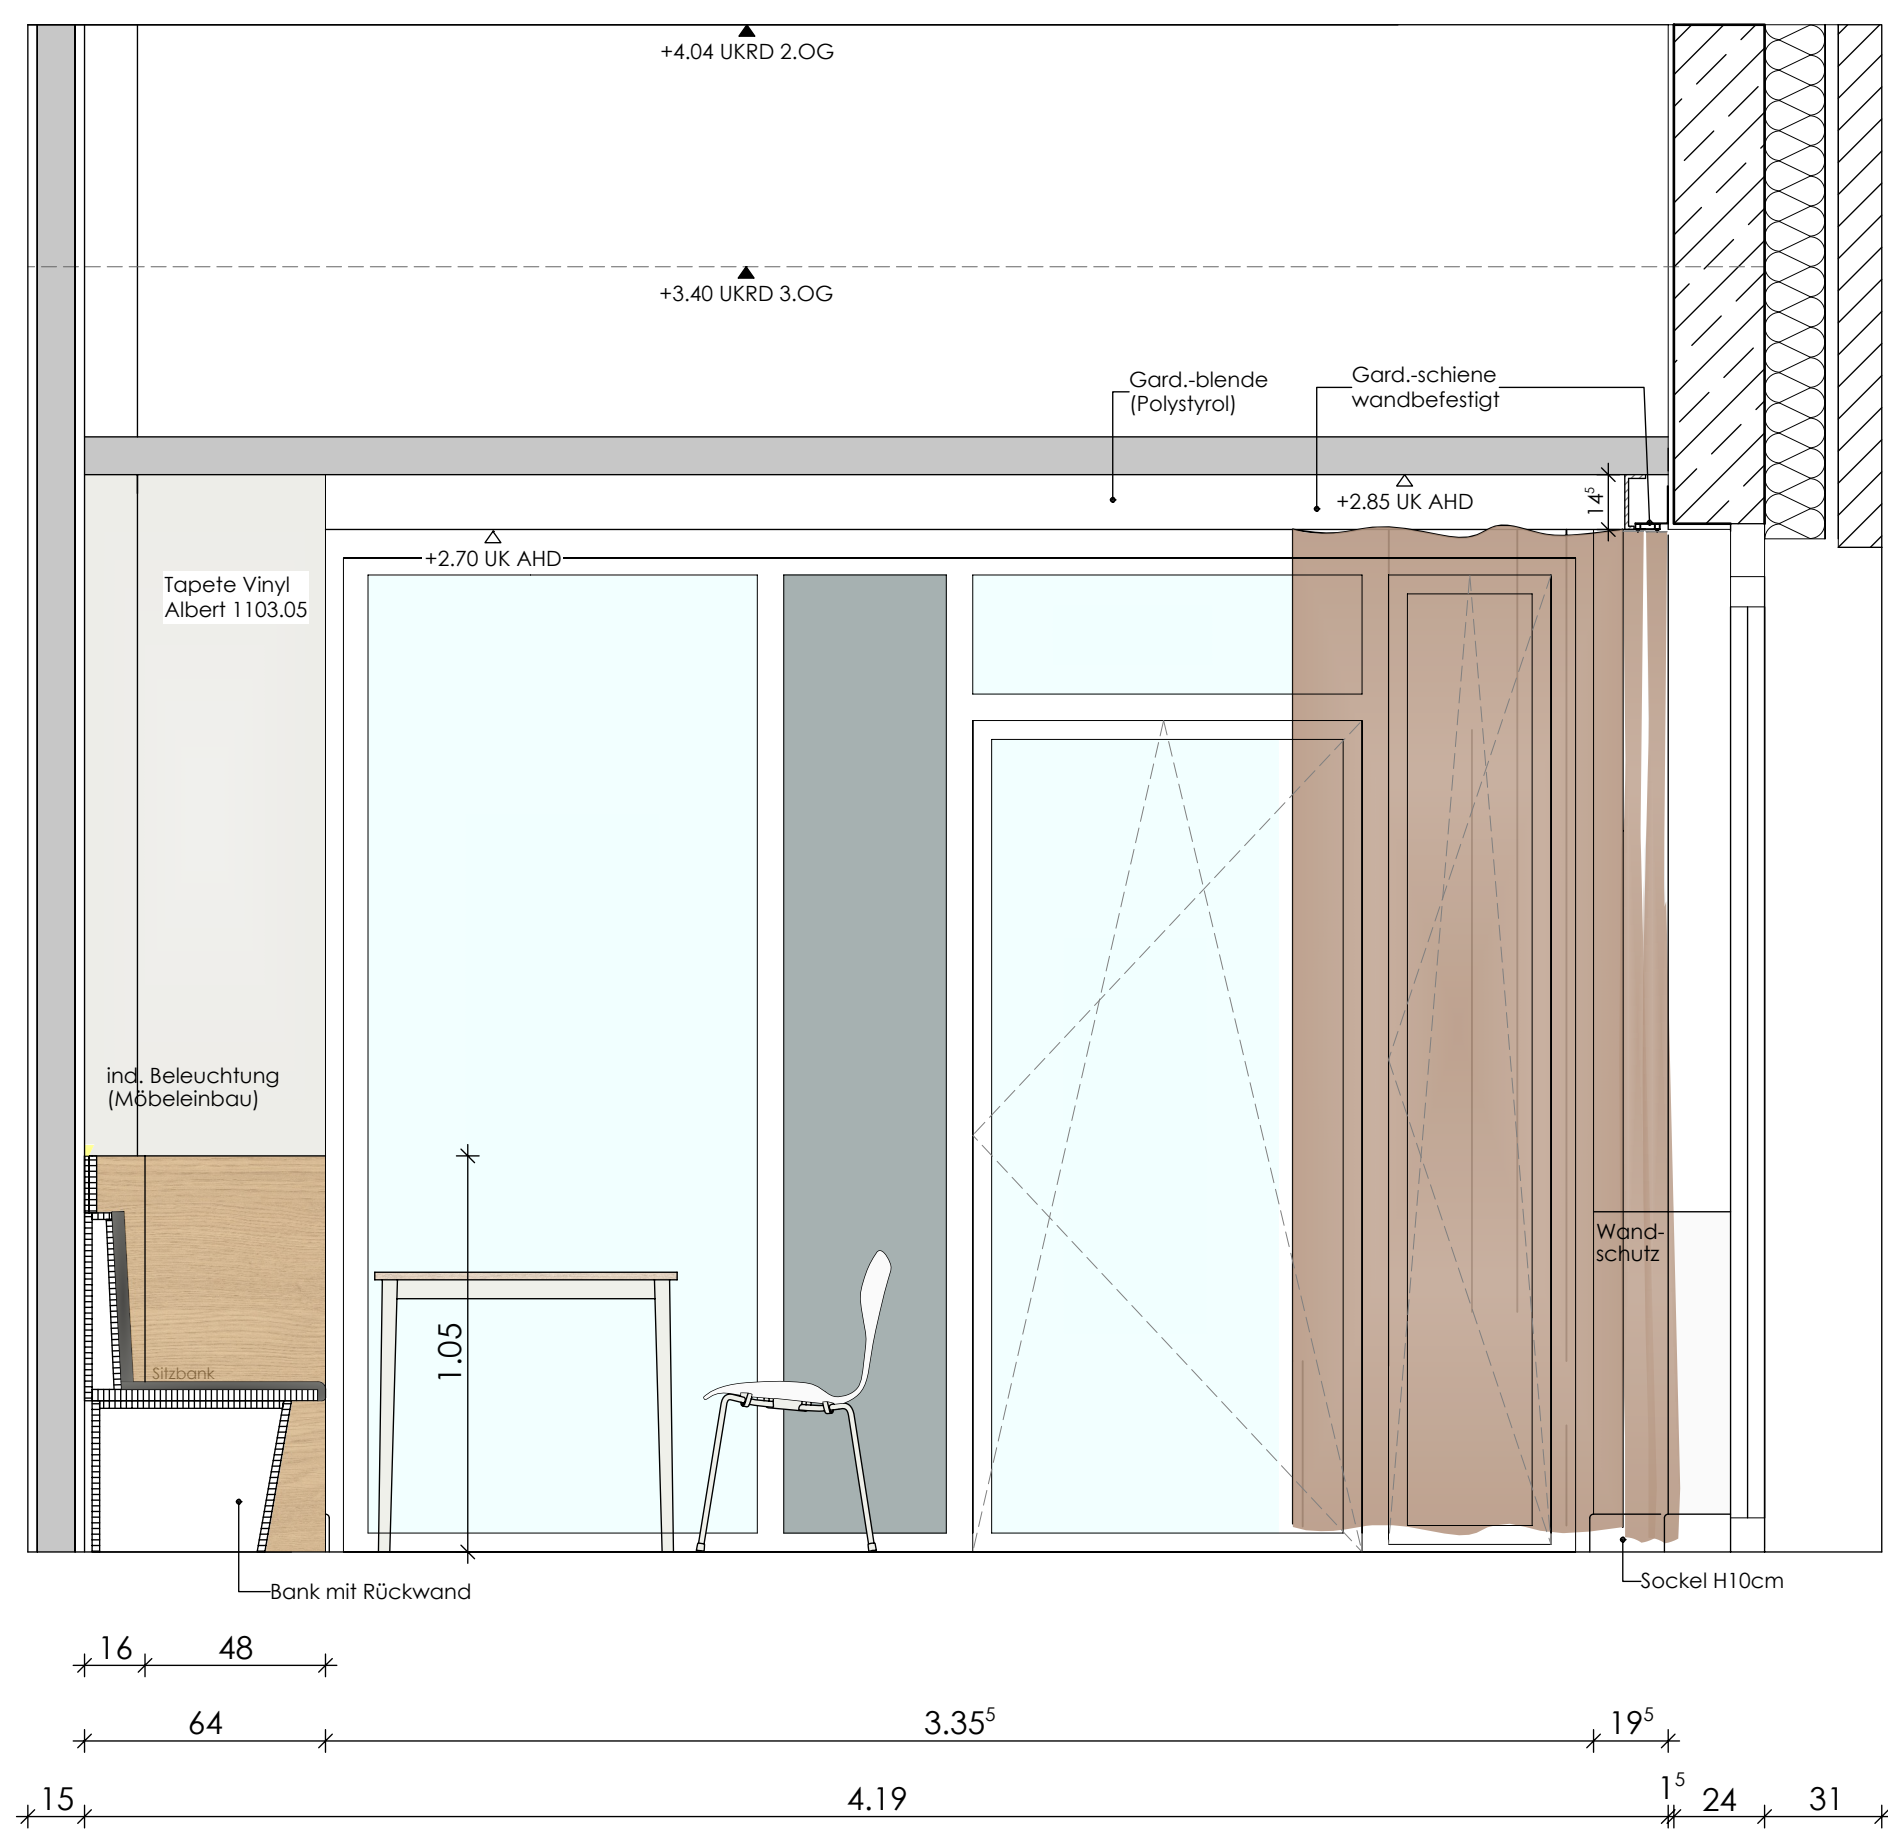 +4.04 UKRD 2.OG
+3.40 UKRD 3.OG
Gard.-blende
(Polystyrol)
Gard.-schiene
wandbefestigt
14⁵
+2.85 UK AHD
+2.70 UK AHD
Tapete Vinyl
Albert 1103.05
ind. Beleuchtung
(Möbeleinbau)
Wand-
schutz
1.05
Sitzbank
Bank mit Rückwand
Sockel H10cm
16 48
64 3.35⁵ 19⁵
15 4.19 1⁵ 24 31